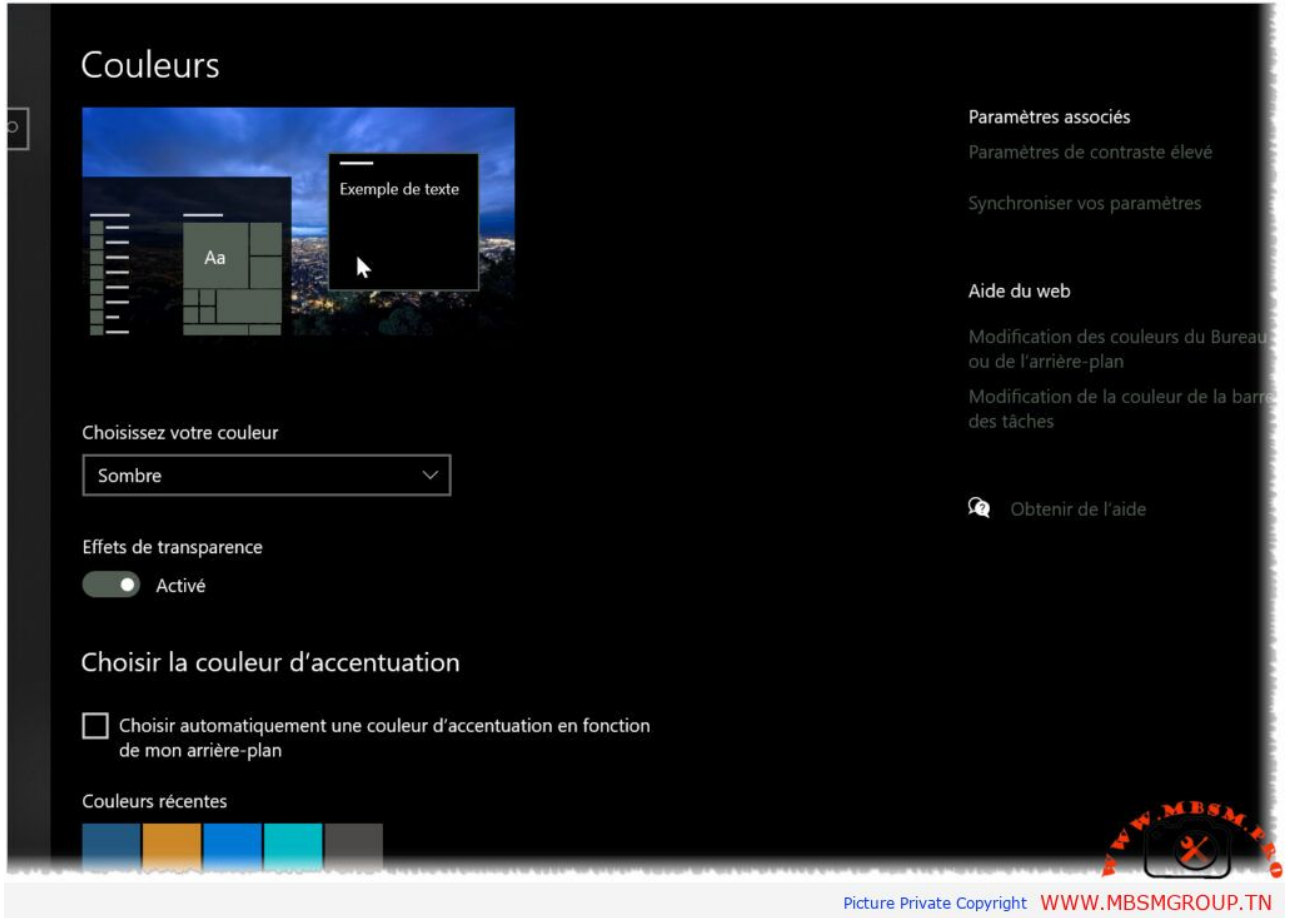 Couleurs
Exemple de texte
Aa
Choisissez votre couleur
Sombre
Effets de transparence
Activé
Choisir la couleur d'accentuation
Choisir automatiquement une couleur d'accentuation en fonction
de mon arrière-plan
Couleurs récentes
Paramètres associés
Paramètres de contraste élevé
Synchroniser vos paramètres
Aide du web
Modification des couleurs du Bureau
ou de l'arrière-plan
Modification de la couleur de la barre
des tâches
Obtenir de l'aide
WWW.MBSM.PRO
Picture Private Copyright WWW.MBSMGROUP.TN